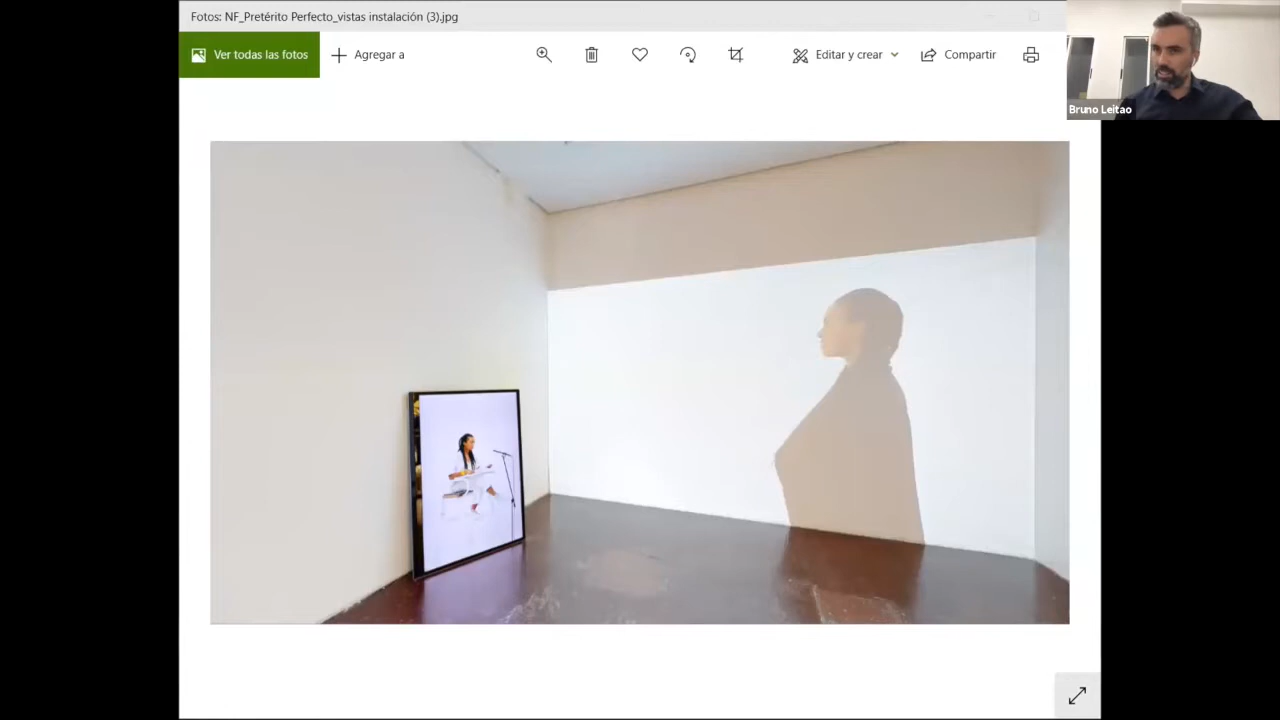 Fotos: NF_Pretérito Perfecto_vistas instalación (3).jpg
Ver todas las fotos
Agregar a
Editar y crear
Compartir
Bruno Leitao